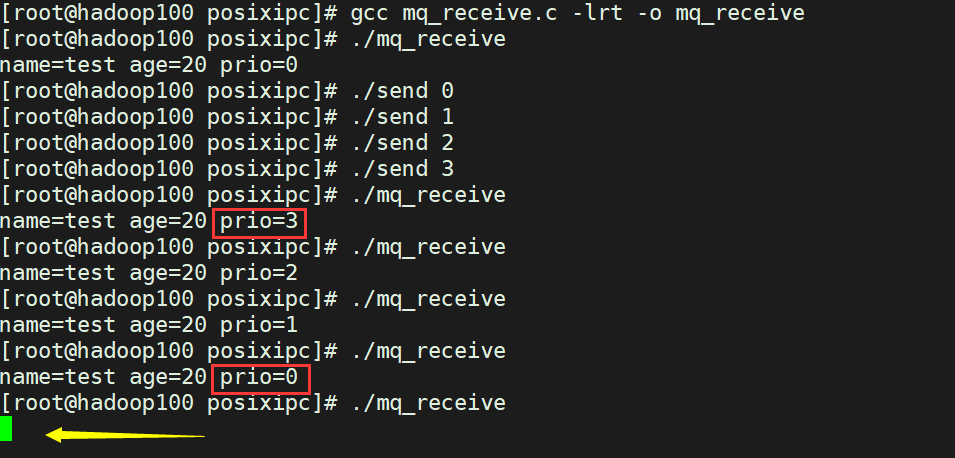 [root@hadoop100 posixipc]# gcc mq_receive.c -lrt -o mq_receive
[root@hadoop100 posixipc]# ./mq_receive
name=test age=20 prio=0
[root@hadoop100 posixipc]# ./send 0
[root@hadoop100 posixipc]# ./send 1
[root@hadoop100 posixipc]# ./send 2
[root@hadoop100 posixipc]# ./send 3
[root@hadoop100 posixipc]# ./mq_receive
name=test age=20 prio=3
[root@hadoop100 posixipc]# ./mq_receive
name=test age=20 prio=2
[root@hadoop100 posixipc]# ./mq_receive
name=test age=20 prio=1
[root@hadoop100 posixipc]# ./mq_receive
name=test age=20 prio=0
[root@hadoop100 posixipc]# ./mq_receive